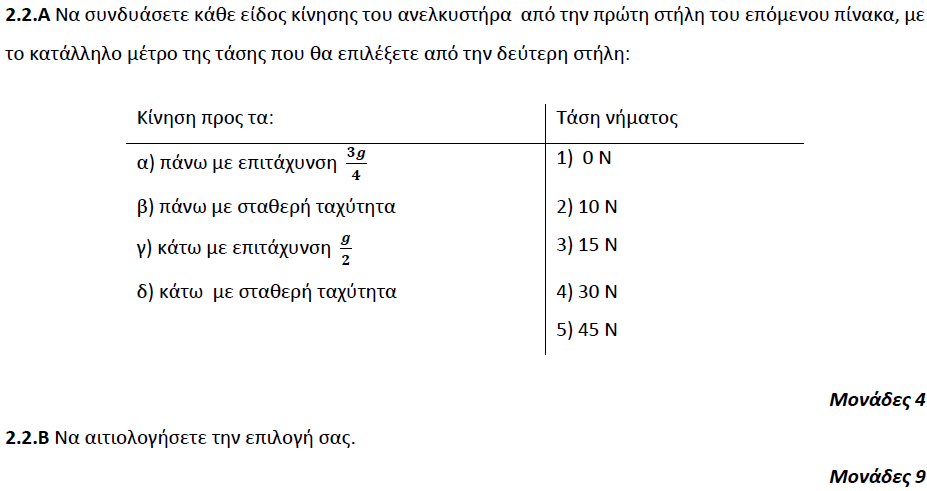 2.2.Α Να συνδυάσετε κάθε είδος κίνησης του ανελκυστήρα από την πρώτη στήλη του επόμενου πίνακα, με
το κατάλληλο μέτρο της τάσης που θα επιλέξετε από την δεύτερη στήλη:
Κίνηση προς τα: Τάση νήματος
α) πάνω με επιτάχυνση 3g/4 1) 0 N
β) πάνω με σταθερή ταχύτητα 2) 10 N
γ) κάτω με επιτάχυνση g/2 3) 15 N
δ) κάτω με σταθερή ταχύτητα 4) 30 N
5) 45 N
Μονάδες 4
2.2.Β Να αιτιολογήσετε την επιλογή σας.
Μονάδες 9